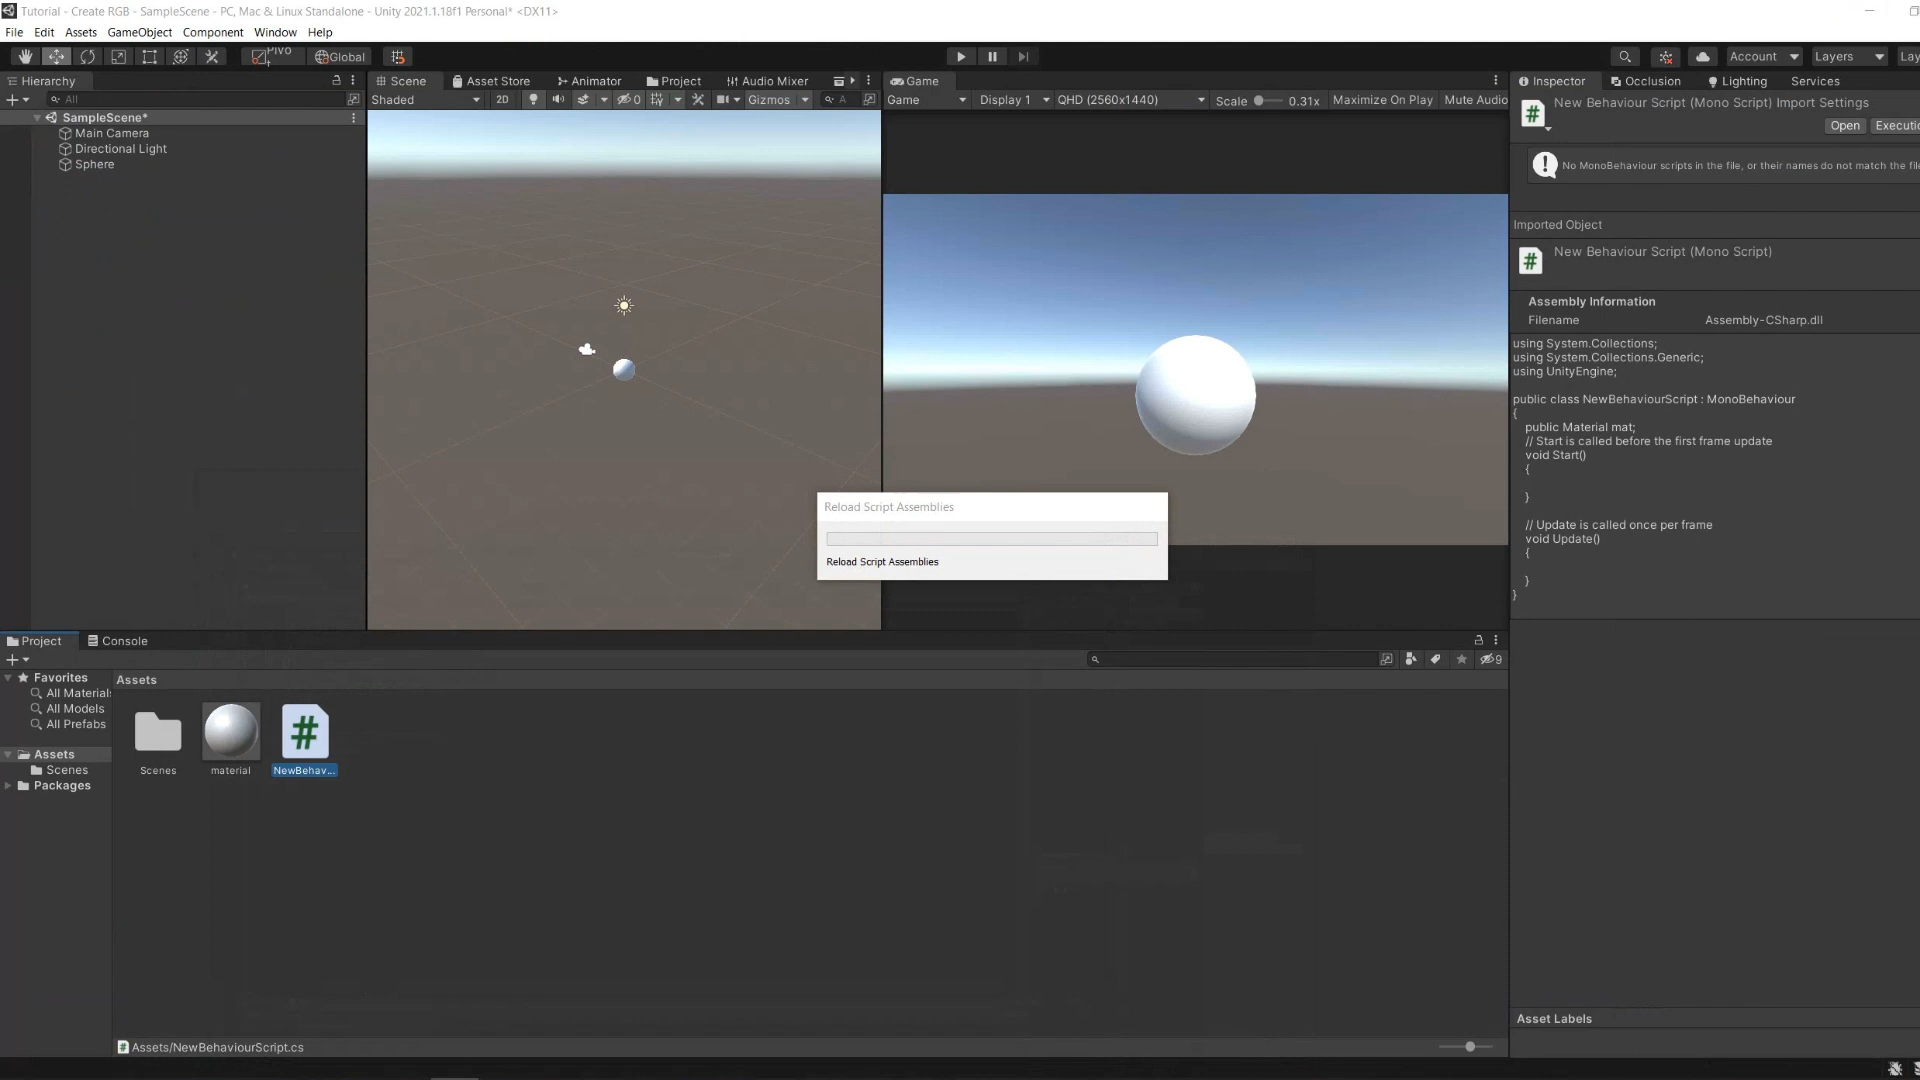 Tutorial - Create RGB - SampleScene - PC, Mac & Linux Standalone - Unity 2021.1.18f1 Personal* <DX11>
File Edit Assets GameObject Component Window Help
Pivo
Global
Account
Layers
Lay
Hierarchy
All
SampleScene*
Main Camera
Directional Light
Sphere
Scene
Asset Store
Animator
Project
Audio Mixer
Shaded
2D
0
Gizmos
A
Game
Game
Display 1
QHD (2560x1440)
Scale
0.31x
Maximize On Play
Mute Audio
Reload Script Assemblies
Reload Script Assemblies
Inspector
Occlusion
Lighting
Services
New Behaviour Script (Mono Script) Import Settings
Open
Executio
No MonoBehaviour scripts in the file, or their names do not match the file
Imported Object
New Behaviour Script (Mono Script)
Assembly Information
Filename Assembly-CSharp.dll
using System.Collections;
using System.Collections.Generic;
using UnityEngine;
public class NewBehaviourScript : MonoBehaviour
{
public Material mat;
// Start is called before the first frame update
void Start()
{
}
// Update is called once per frame
void Update()
{
}
}
Asset Labels
Project
Console
9
Favorites
All Materials
All Models
All Prefabs
Assets
Scenes
Packages
Assets
Scenes
material
NewBehav...
Assets/NewBehaviourScript.cs